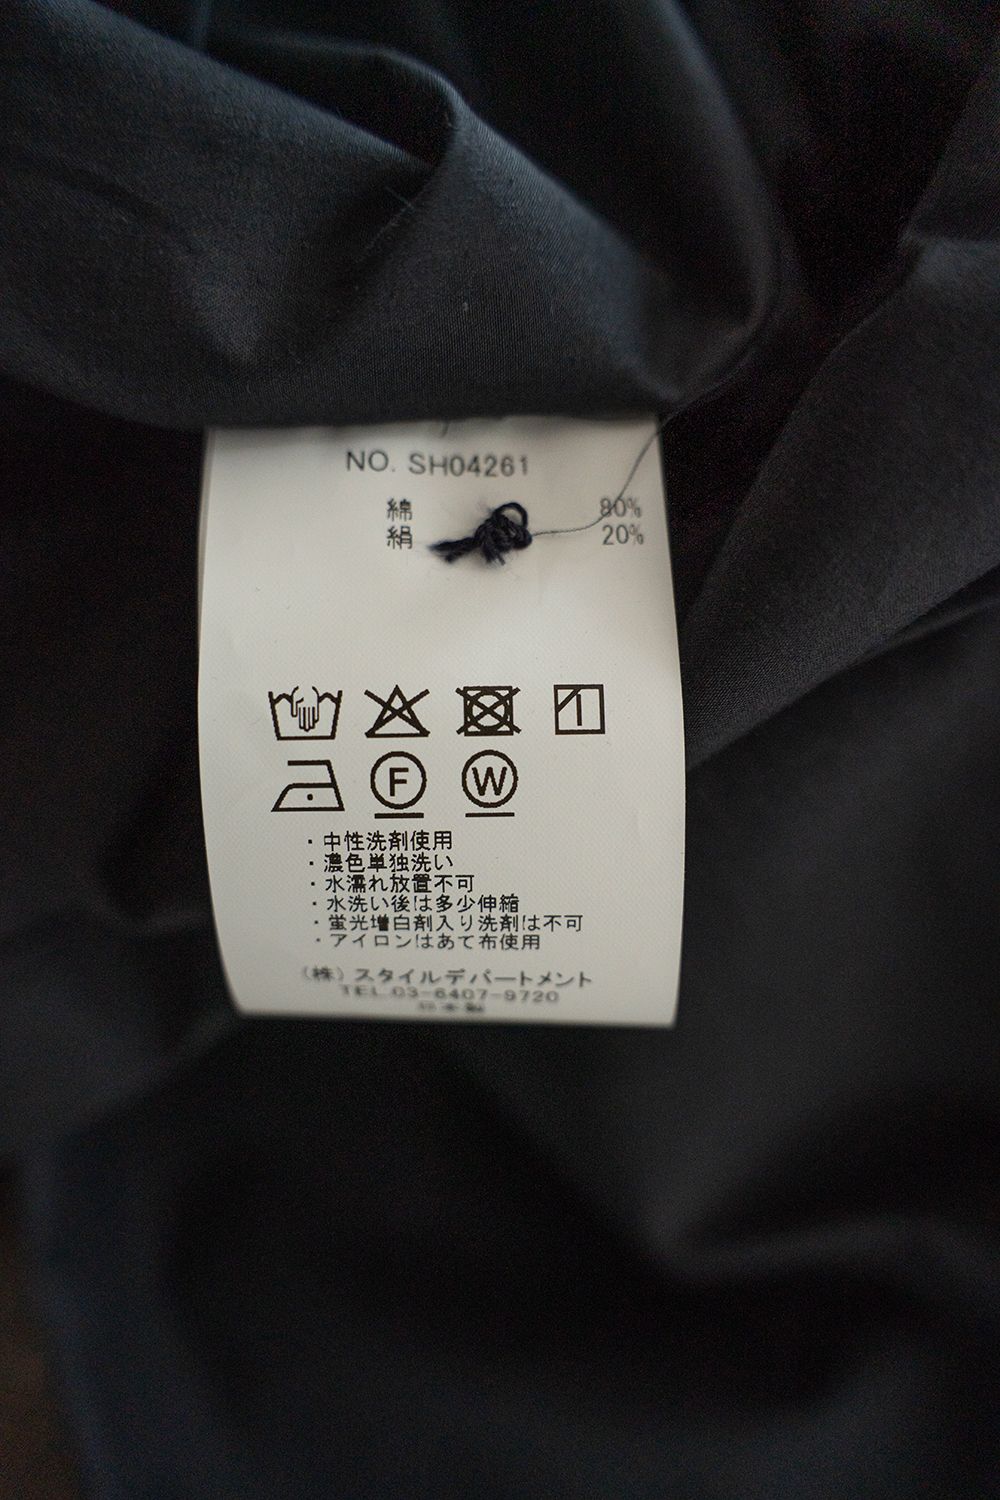 NO. SH04261
綿 80%
絹 20%
F W
・中性洗剤使用
・濃色単独洗い
・水濡れ放置不可
・水洗い後は多少伸縮
・蛍光増白剤入り洗剤は不可
・アイロンはあて布使用
(株)スタイルデパートメント
TEL.03-6407-9720
日本製